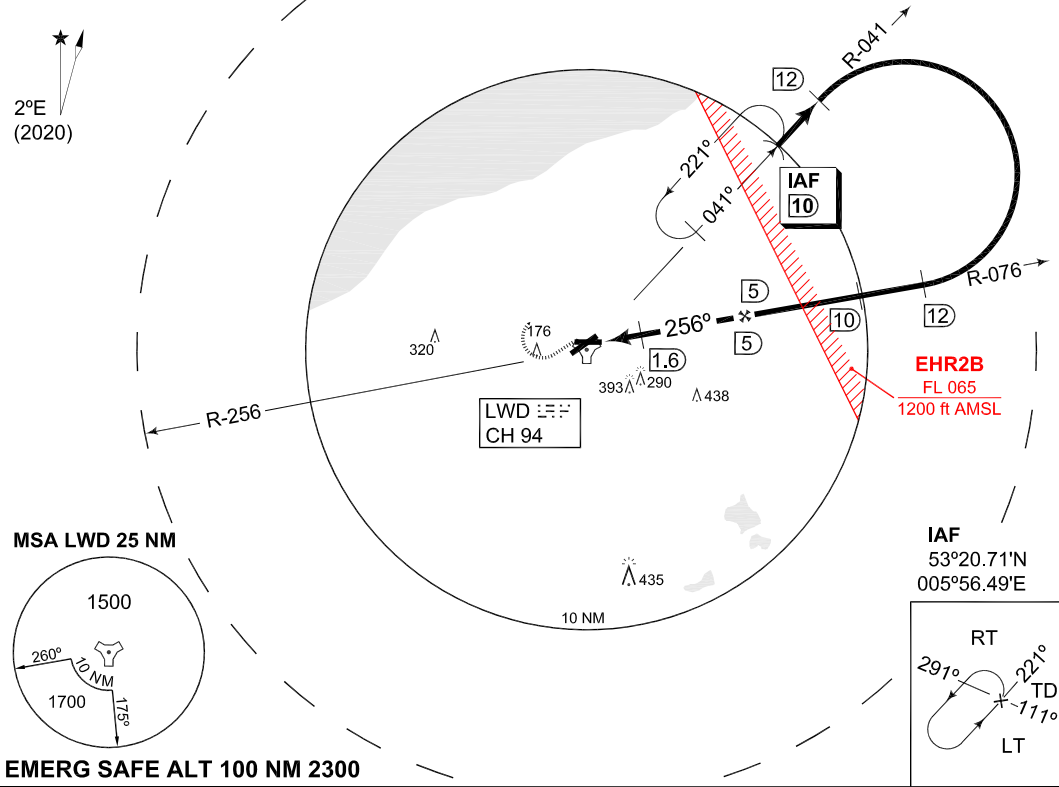 2ºE
(2020)
R-041
12
221º
041º
IAF
10
R-076
12
10
5
256º
5
1.6
176
320
393
290
438
EHR2B
FL 065
1200 ft AMSL
R-256
LWD
CH 94
435
10 NM
MSA LWD 25 NM
1500
260º
10 NM
1700
175º
EMERG SAFE ALT 100 NM 2300
IAF
53º20.71'N
005º56.49'E
RT
291º
221º
TD
111º
LT